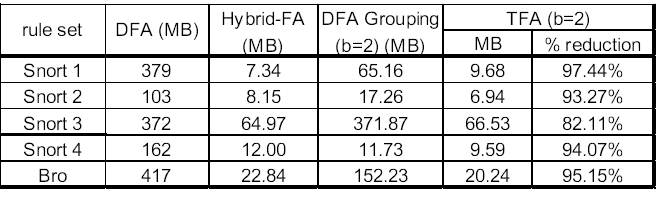 rule set DFA (MB) Hybrid-FA (MB) DFA Grouping (b=2) (MB) TFA (b=2)
MB % reduction
Snort 1 379 7.34 65.16 9.68 97.44%
Snort 2 103 8.15 17.26 6.94 93.27%
Snort 3 372 64.97 371.87 66.53 82.11%
Snort 4 162 12.00 11.73 9.59 94.07%
Bro 417 22.84 152.23 20.24 95.15%